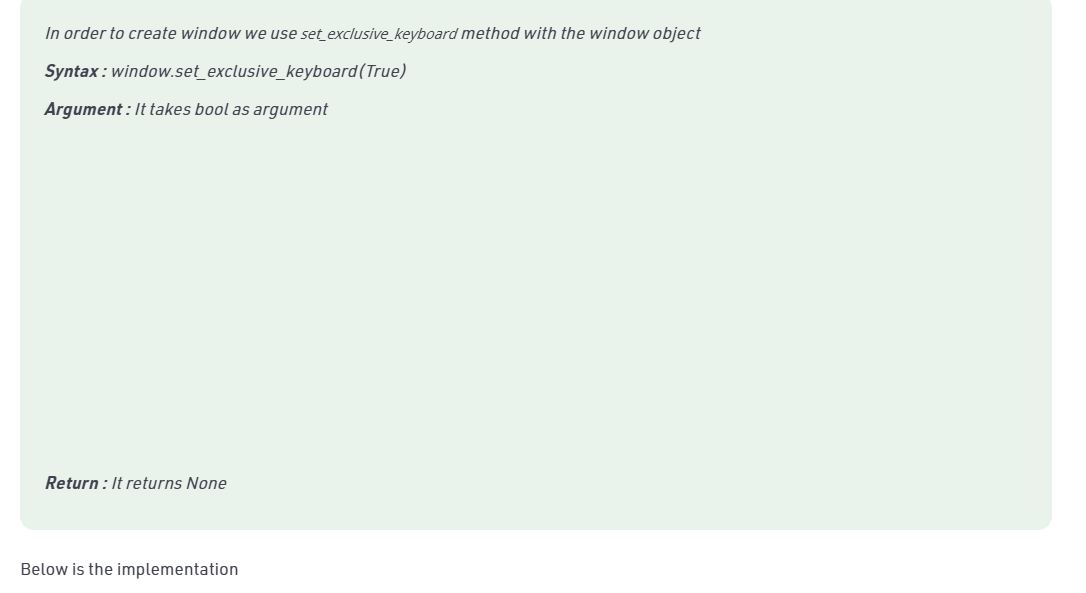 In order to create window we use set_exclusive_keyboard method with the window object
Syntax : window.set_exclusive_keyboard(True)
Argument : It takes bool as argument
Return : It returns None
Below is the implementation